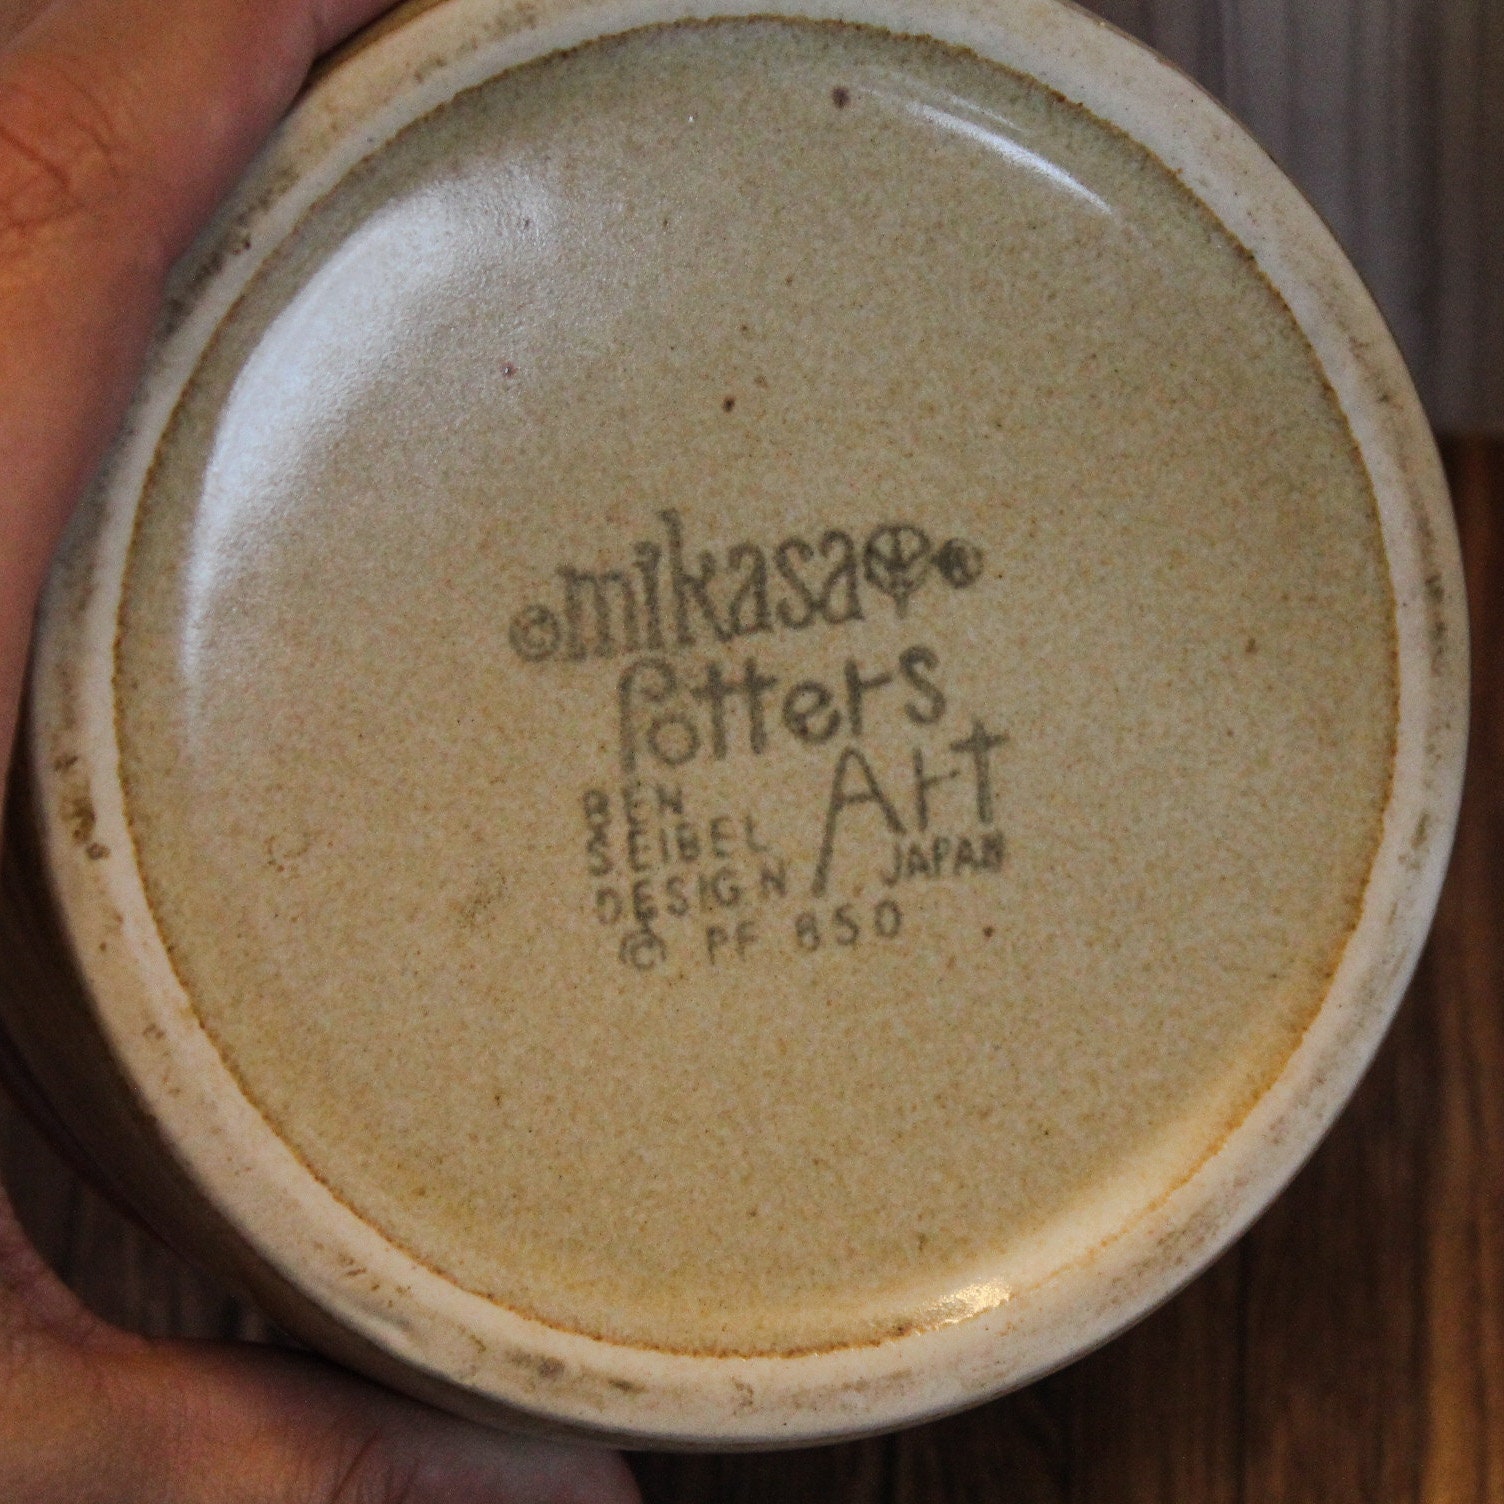 © mikasa ®
Potters
Art
BEN
SEIBEL
DESIGN
JAPAN
© PF 850